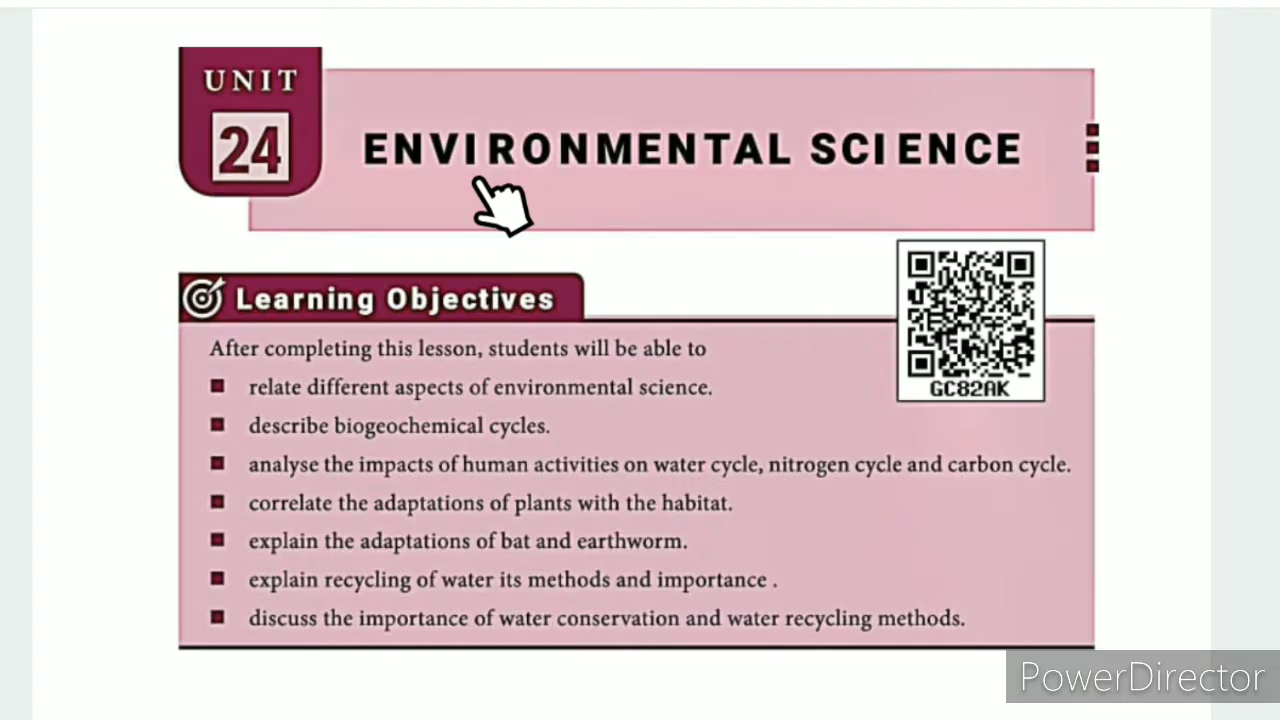 UNIT
24
ENVIRONMENTAL SCIENCE
GC82AK
Learning Objectives
After completing this lesson, students will be able to
relate different aspects of environmental science.
describe biogeochemical cycles.
analyse the impacts of human activities on water cycle, nitrogen cycle and carbon cycle.
correlate the adaptations of plants with the habitat.
explain the adaptations of bat and earthworm.
explain recycling of water its methods and importance .
discuss the importance of water conservation and water recycling methods.
PowerDirector